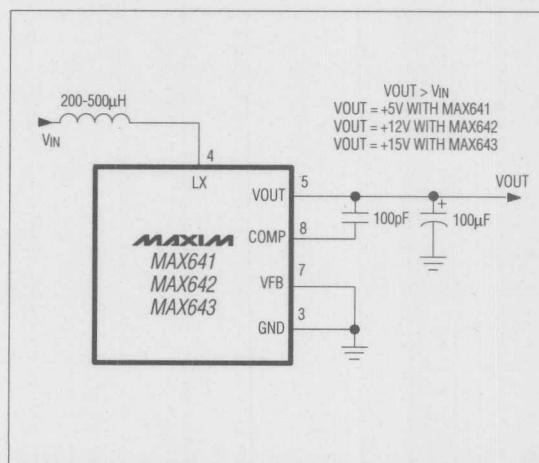 200-500µH
VIN
VOUT > VIN
VOUT = +5V WITH MAX641
VOUT = +12V WITH MAX642
VOUT = +15V WITH MAX643
4
LX
VOUT
5
VOUT
100pF
+
100µF
COMP
8
MAXIM
MAX641
MAX642
MAX643
VFB
7
GND
3